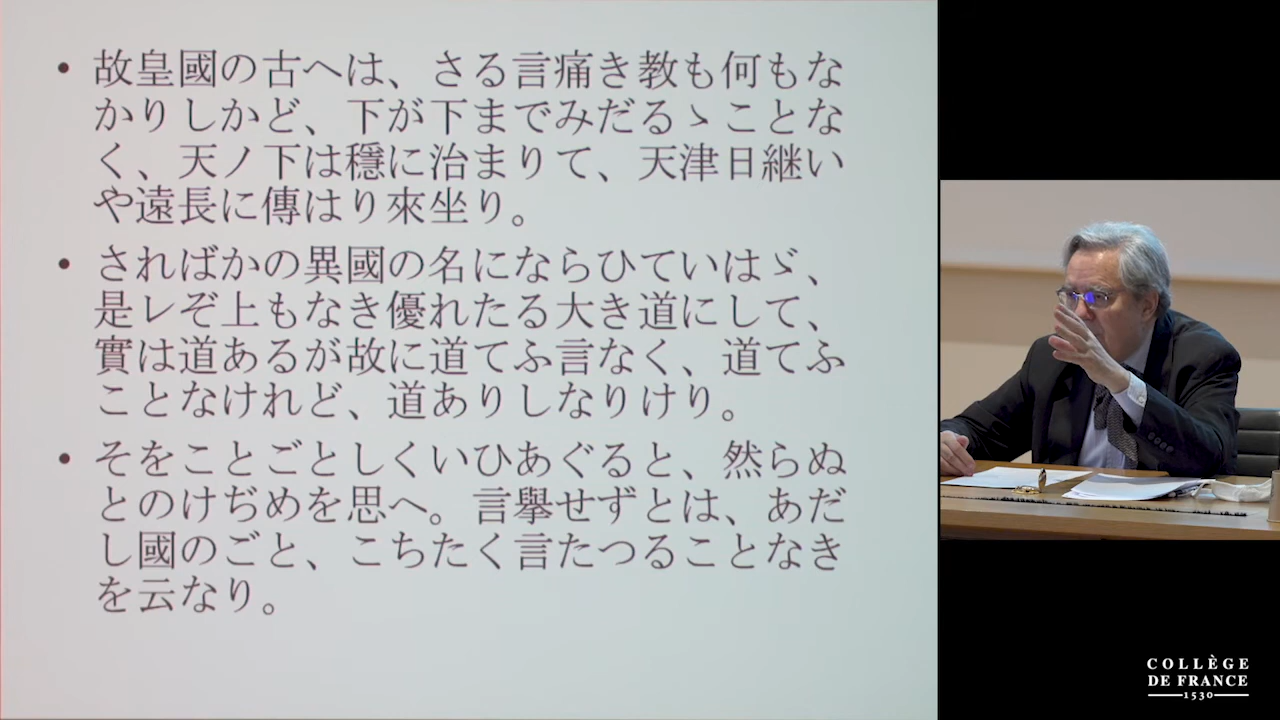 • 故皇國の古へは、さる言痛き教も何もな
かりしかど、下が下までみだるゝことな
く、天ノ下は穩に治まりて、天津日継い
や遠長に傳はり來坐り。
• さればかの異國の名にならひていはゞ、
是レぞ上もなき優れたる大き道にして、
實は道あるが故に道てふ言なく、道てふ
ことなけれど、道ありしなりけり。
• そをことごとしくいひあぐると、然らぬ
とのけぢめを思へ。言擧せずとは、あだ
し國のごと、こちたく言たつることなき
を云なり。
COLLÈGE
DE FRANCE
1530